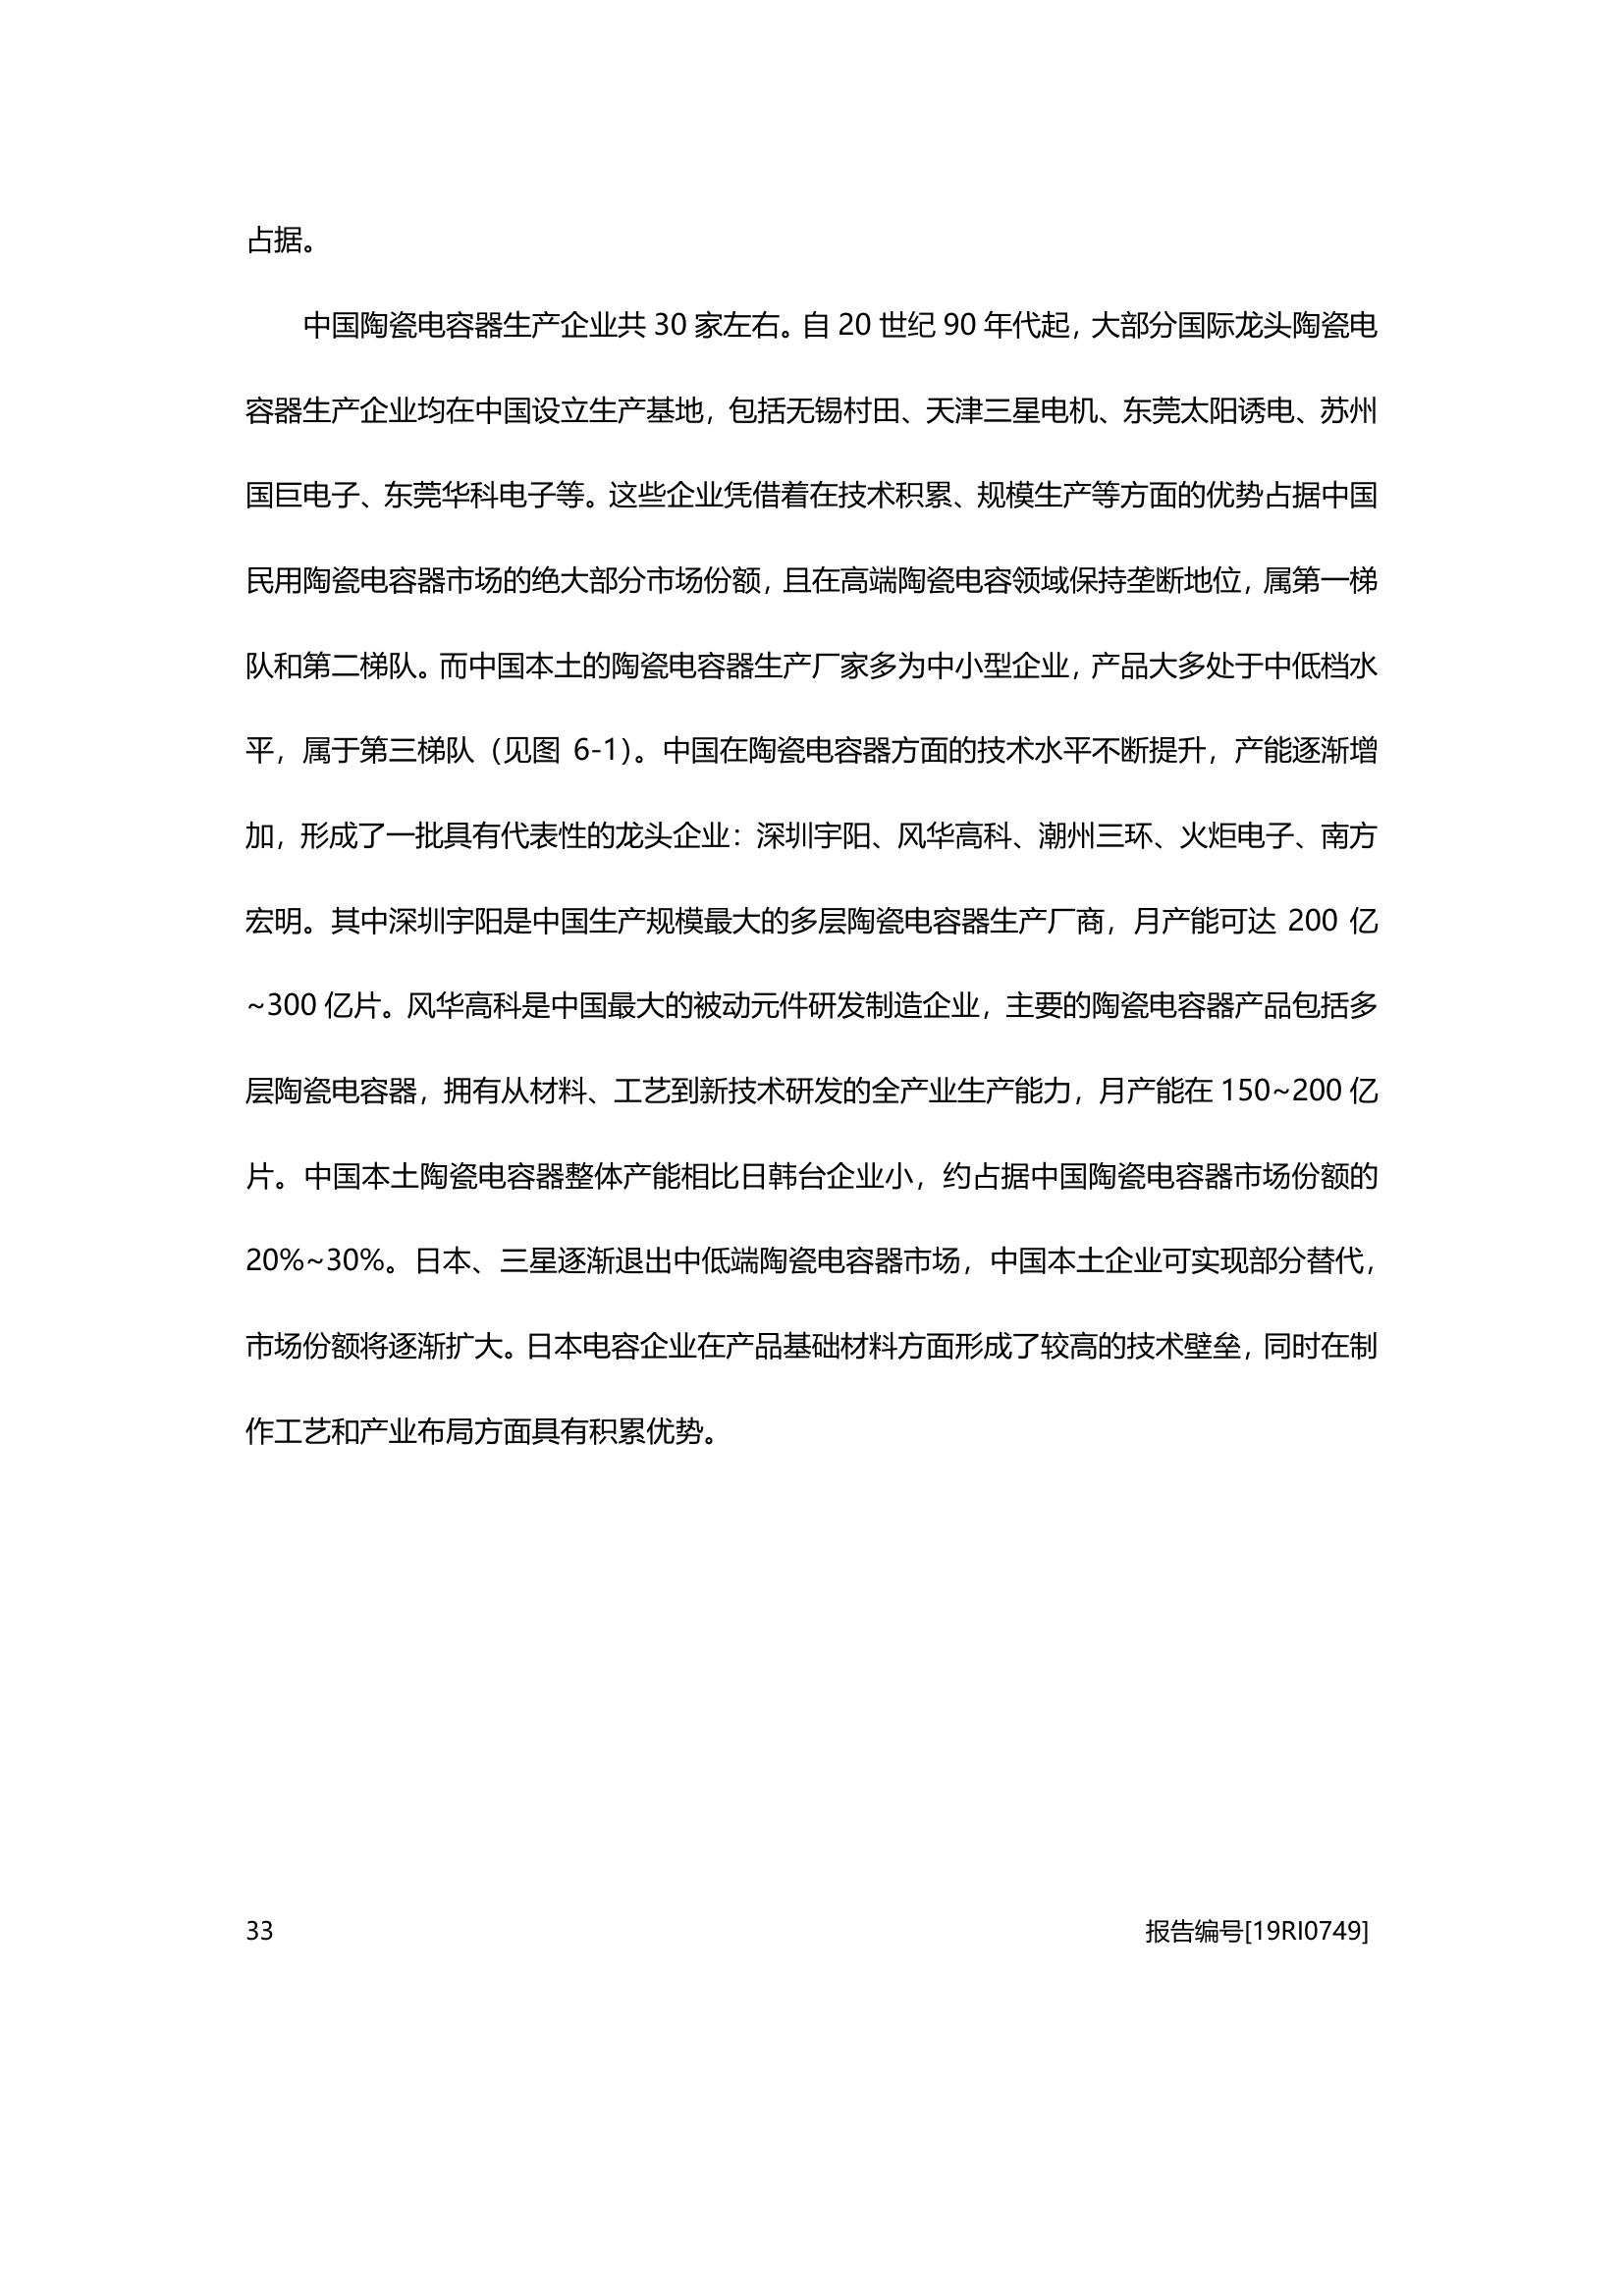 占据。
中国陶瓷电容器生产企业共 30 家左右。自 20 世纪 90 年代起，大部分国际龙头陶瓷电
容器生产企业均在中国设立生产基地，包括无锡村田、天津三星电机、东莞太阳诱电、苏州
国巨电子、东莞华科电子等。这些企业凭借着在技术积累、规模生产等方面的优势占据中国
民用陶瓷电容器市场的绝大部分市场份额，且在高端陶瓷电容领域保持垄断地位，属第一梯
队和第二梯队。而中国本土的陶瓷电容器生产厂家多为中小型企业，产品大多处于中低档水
平，属于第三梯队（见图 6-1）。中国在陶瓷电容器方面的技术水平不断提升，产能逐渐增
加，形成了一批具有代表性的龙头企业：深圳宇阳、风华高科、潮州三环、火炬电子、南方
宏明。其中深圳宇阳是中国生产规模最大的多层陶瓷电容器生产厂商，月产能可达 200 亿
~300 亿片。风华高科是中国最大的被动元件研发制造企业，主要的陶瓷电容器产品包括多
层陶瓷电容器，拥有从材料、工艺到新技术研发的全产业生产能力，月产能在 150~200 亿
片。中国本土陶瓷电容器整体产能相比日韩台企业小，约占据中国陶瓷电容器市场份额的
20%~30%。日本、三星逐渐退出中低端陶瓷电容器市场，中国本土企业可实现部分替代，
市场份额将逐渐扩大。日本电容企业在产品基础材料方面形成了较高的技术壁垒，同时在制
作工艺和产业布局方面具有积累优势。
33
报告编号[19RI0749]